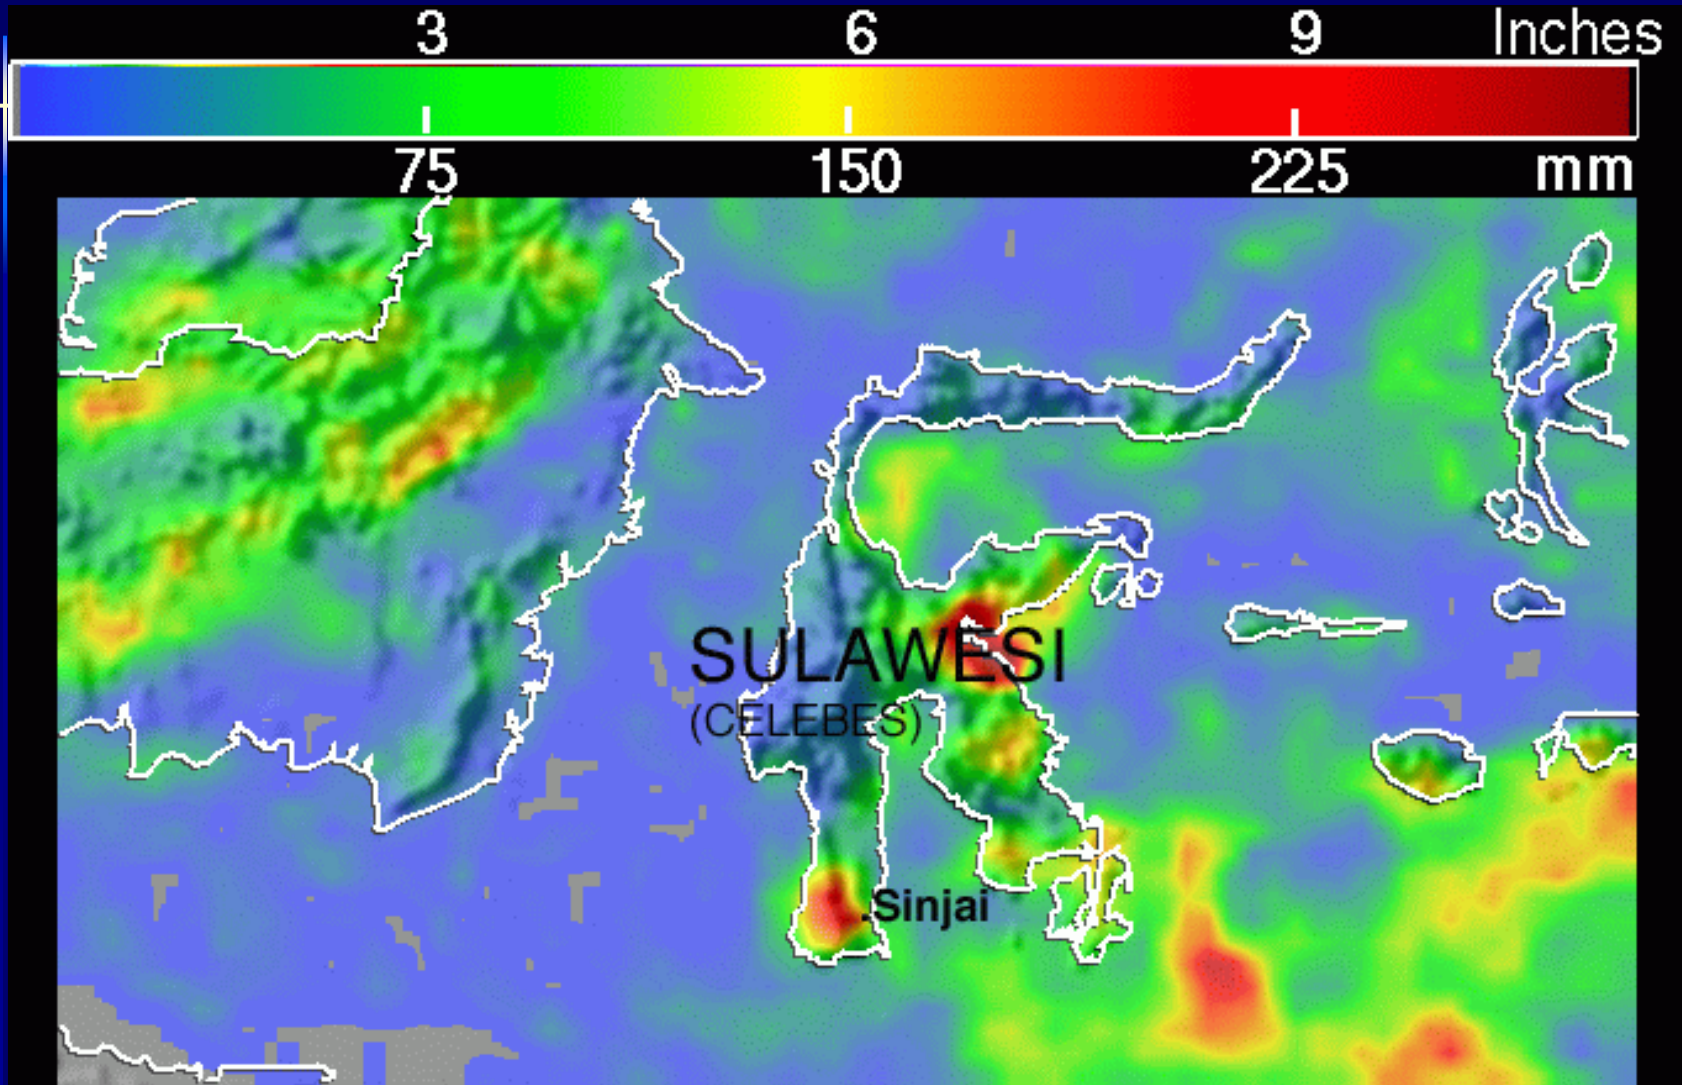 3 6 9 Inches
75 150 225 mm
SULAWESI
(CELEBES)
.Sinjai